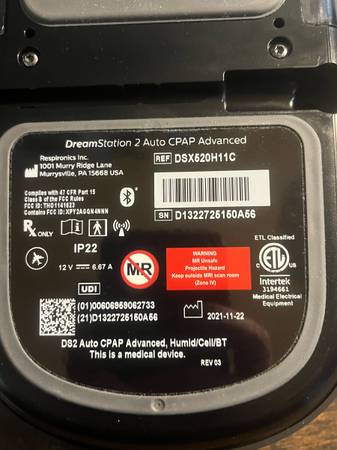 DreamStation 2 Auto CPAP Advanced
Respironics Inc.
1001 Murry Ridge Lane
Murrysville, PA 15668 USA
REF DSX520H11C
Complies with 47 CFR Part 15
Class B of the FCC Rules
FCC ID: THO1141623
Contains FCC ID: XPY2AGQN4NNN
SN D1322725150A56
Rx ONLY
IP22
12 V 6.67 A
MR
WARNING
MR Unsafe
Projectile Hazard
Keep outside MRI scan room
(Zone IV)
ETL Classified
ETL
Intertek
3194661
Medical Electrical
Equipment
UDI
(01)00606959062733
(21)D1322725150A56
2021-11-22
DS2 Auto CPAP Advanced, Humid/Cell/BT
This is a medical device.
REV 03